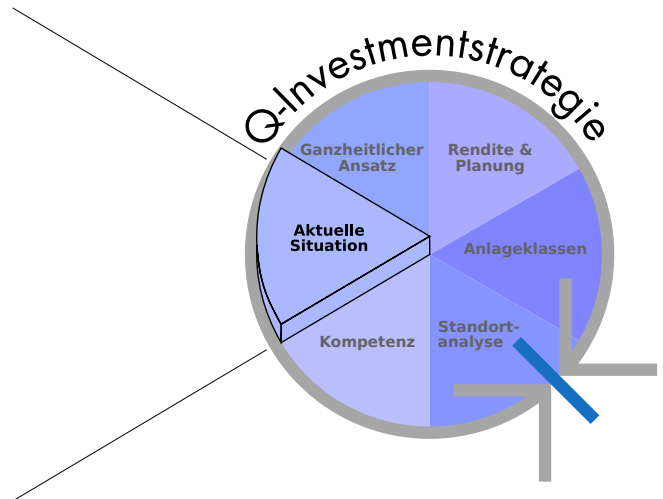 Q-Investmentstrategie
Ganzheitlicher
Ansatz
Rendite &
Planung
Aktuelle
Situation
Anlageklassen
Kompetenz
Standort-
analyse